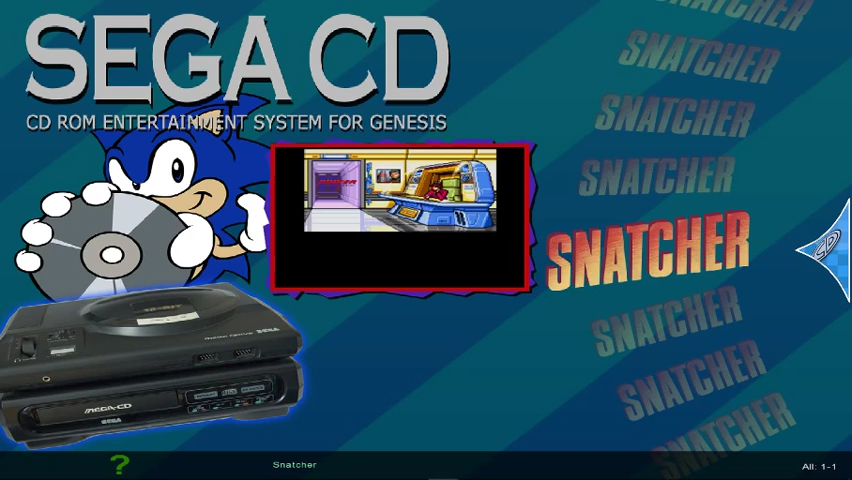 SEGA CD
CD ROM ENTERTAINMENT SYSTEM FOR GENESIS
SNATCHER
SNATCHER
SNATCHER
SNATCHER
SNATCHER
SNATCHER
SNATCHER
SNATCHER
CD
SEGA
MEGA-CD
SEGA
?
Snatcher
All: 1-1